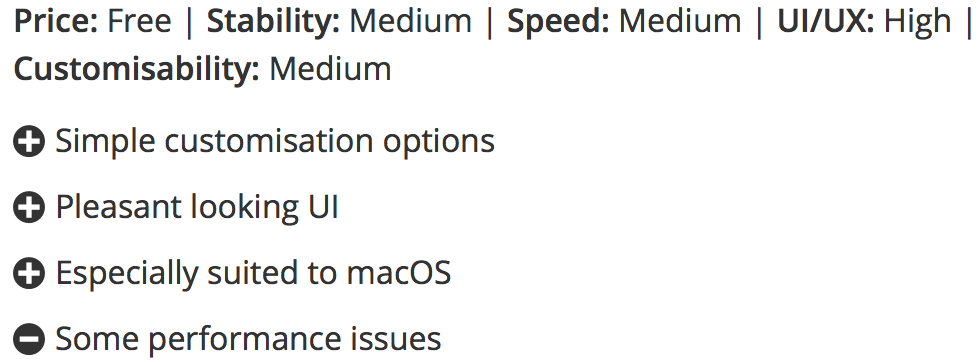 Price: Free | Stability: Medium | Speed: Medium | UI/UX: High |
Customisability: Medium
Simple customisation options
Pleasant looking UI
Especially suited to macOS
Some performance issues